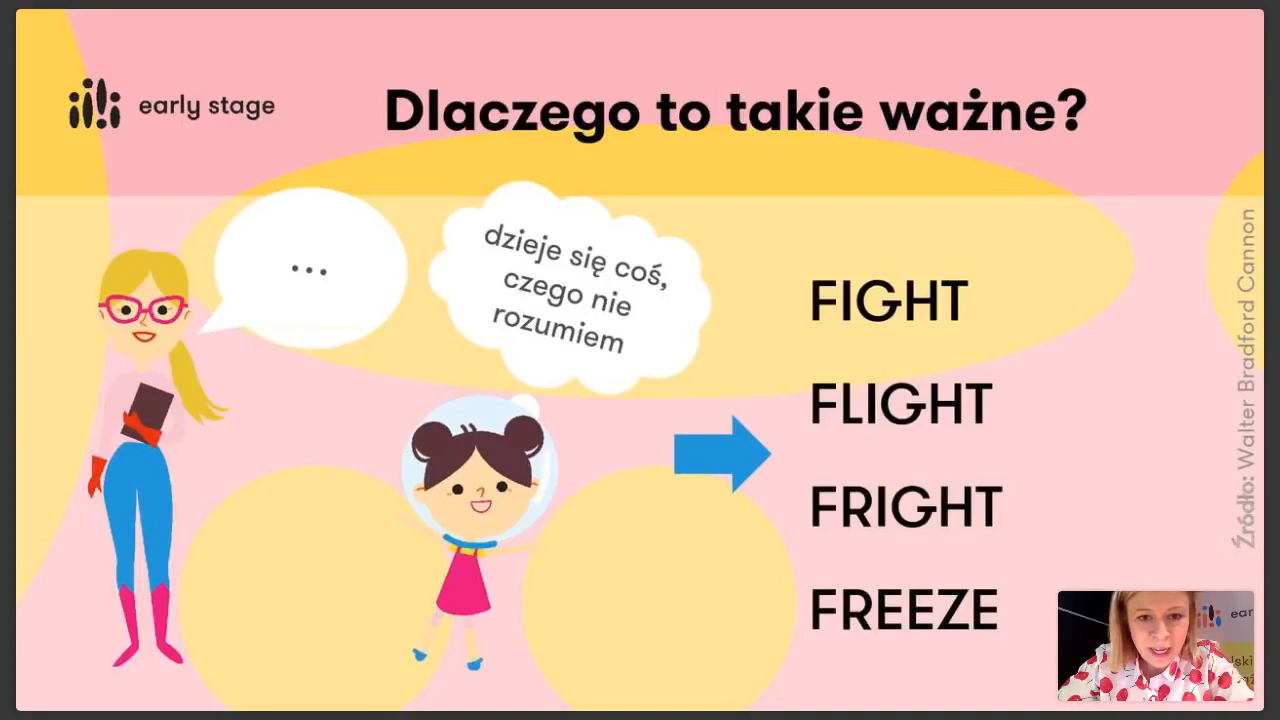 early stage
Dlaczego to takie ważne?
...
dzieje się coś,
czego nie
rozumiem
FIGHT
FLIGHT
FRIGHT
FREEZE
Źródło: Walter Bradford Cannon